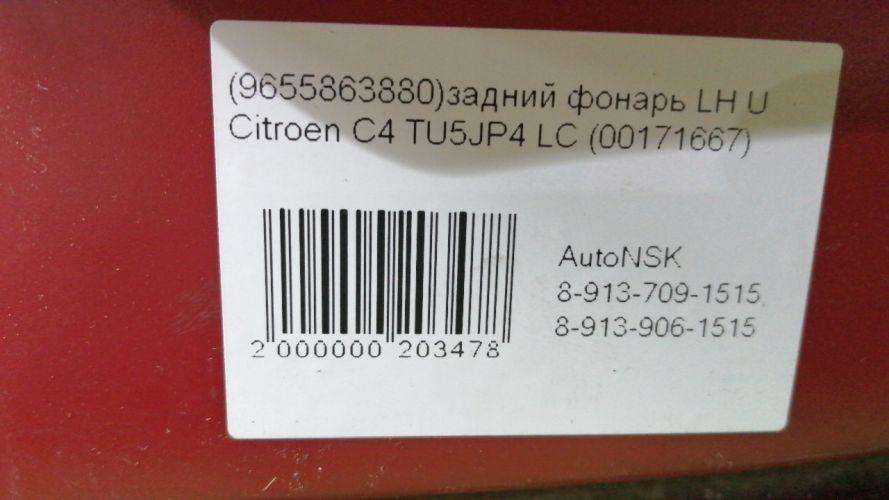 (9655863880)задний фонарь LH U
Citroen C4 TU5JP4 LC (00171667)
AutoNSK
8-913-709-1515
8-913-906-1515
2 000000 203478